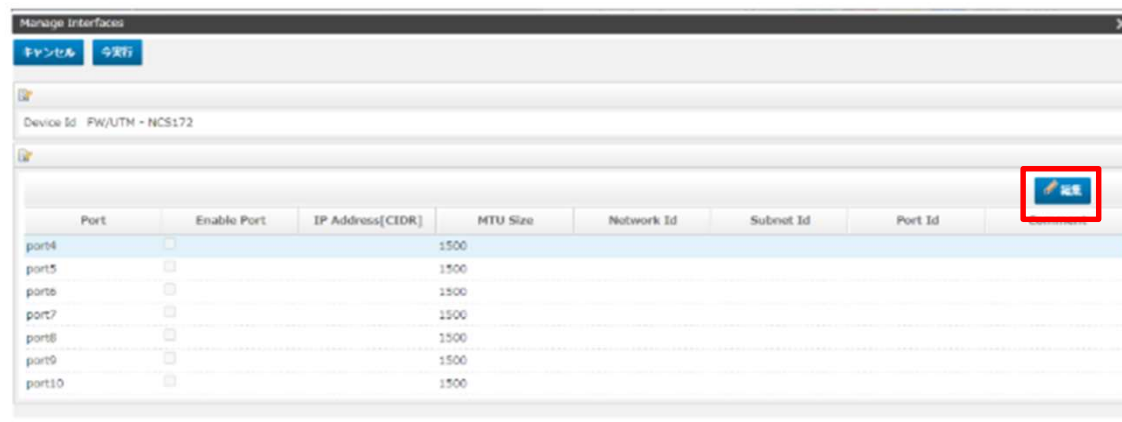 Manage Interfaces X
キャンセル 今実行
Device Id FW/UTM - NCS172
編集
Port Enable Port IP Address[CIDR] MTU Size Network Id Subnet Id Port Id Comment
port4 1500
port5 1500
port6 1500
port7 1500
port8 1500
port9 1500
port10 1500